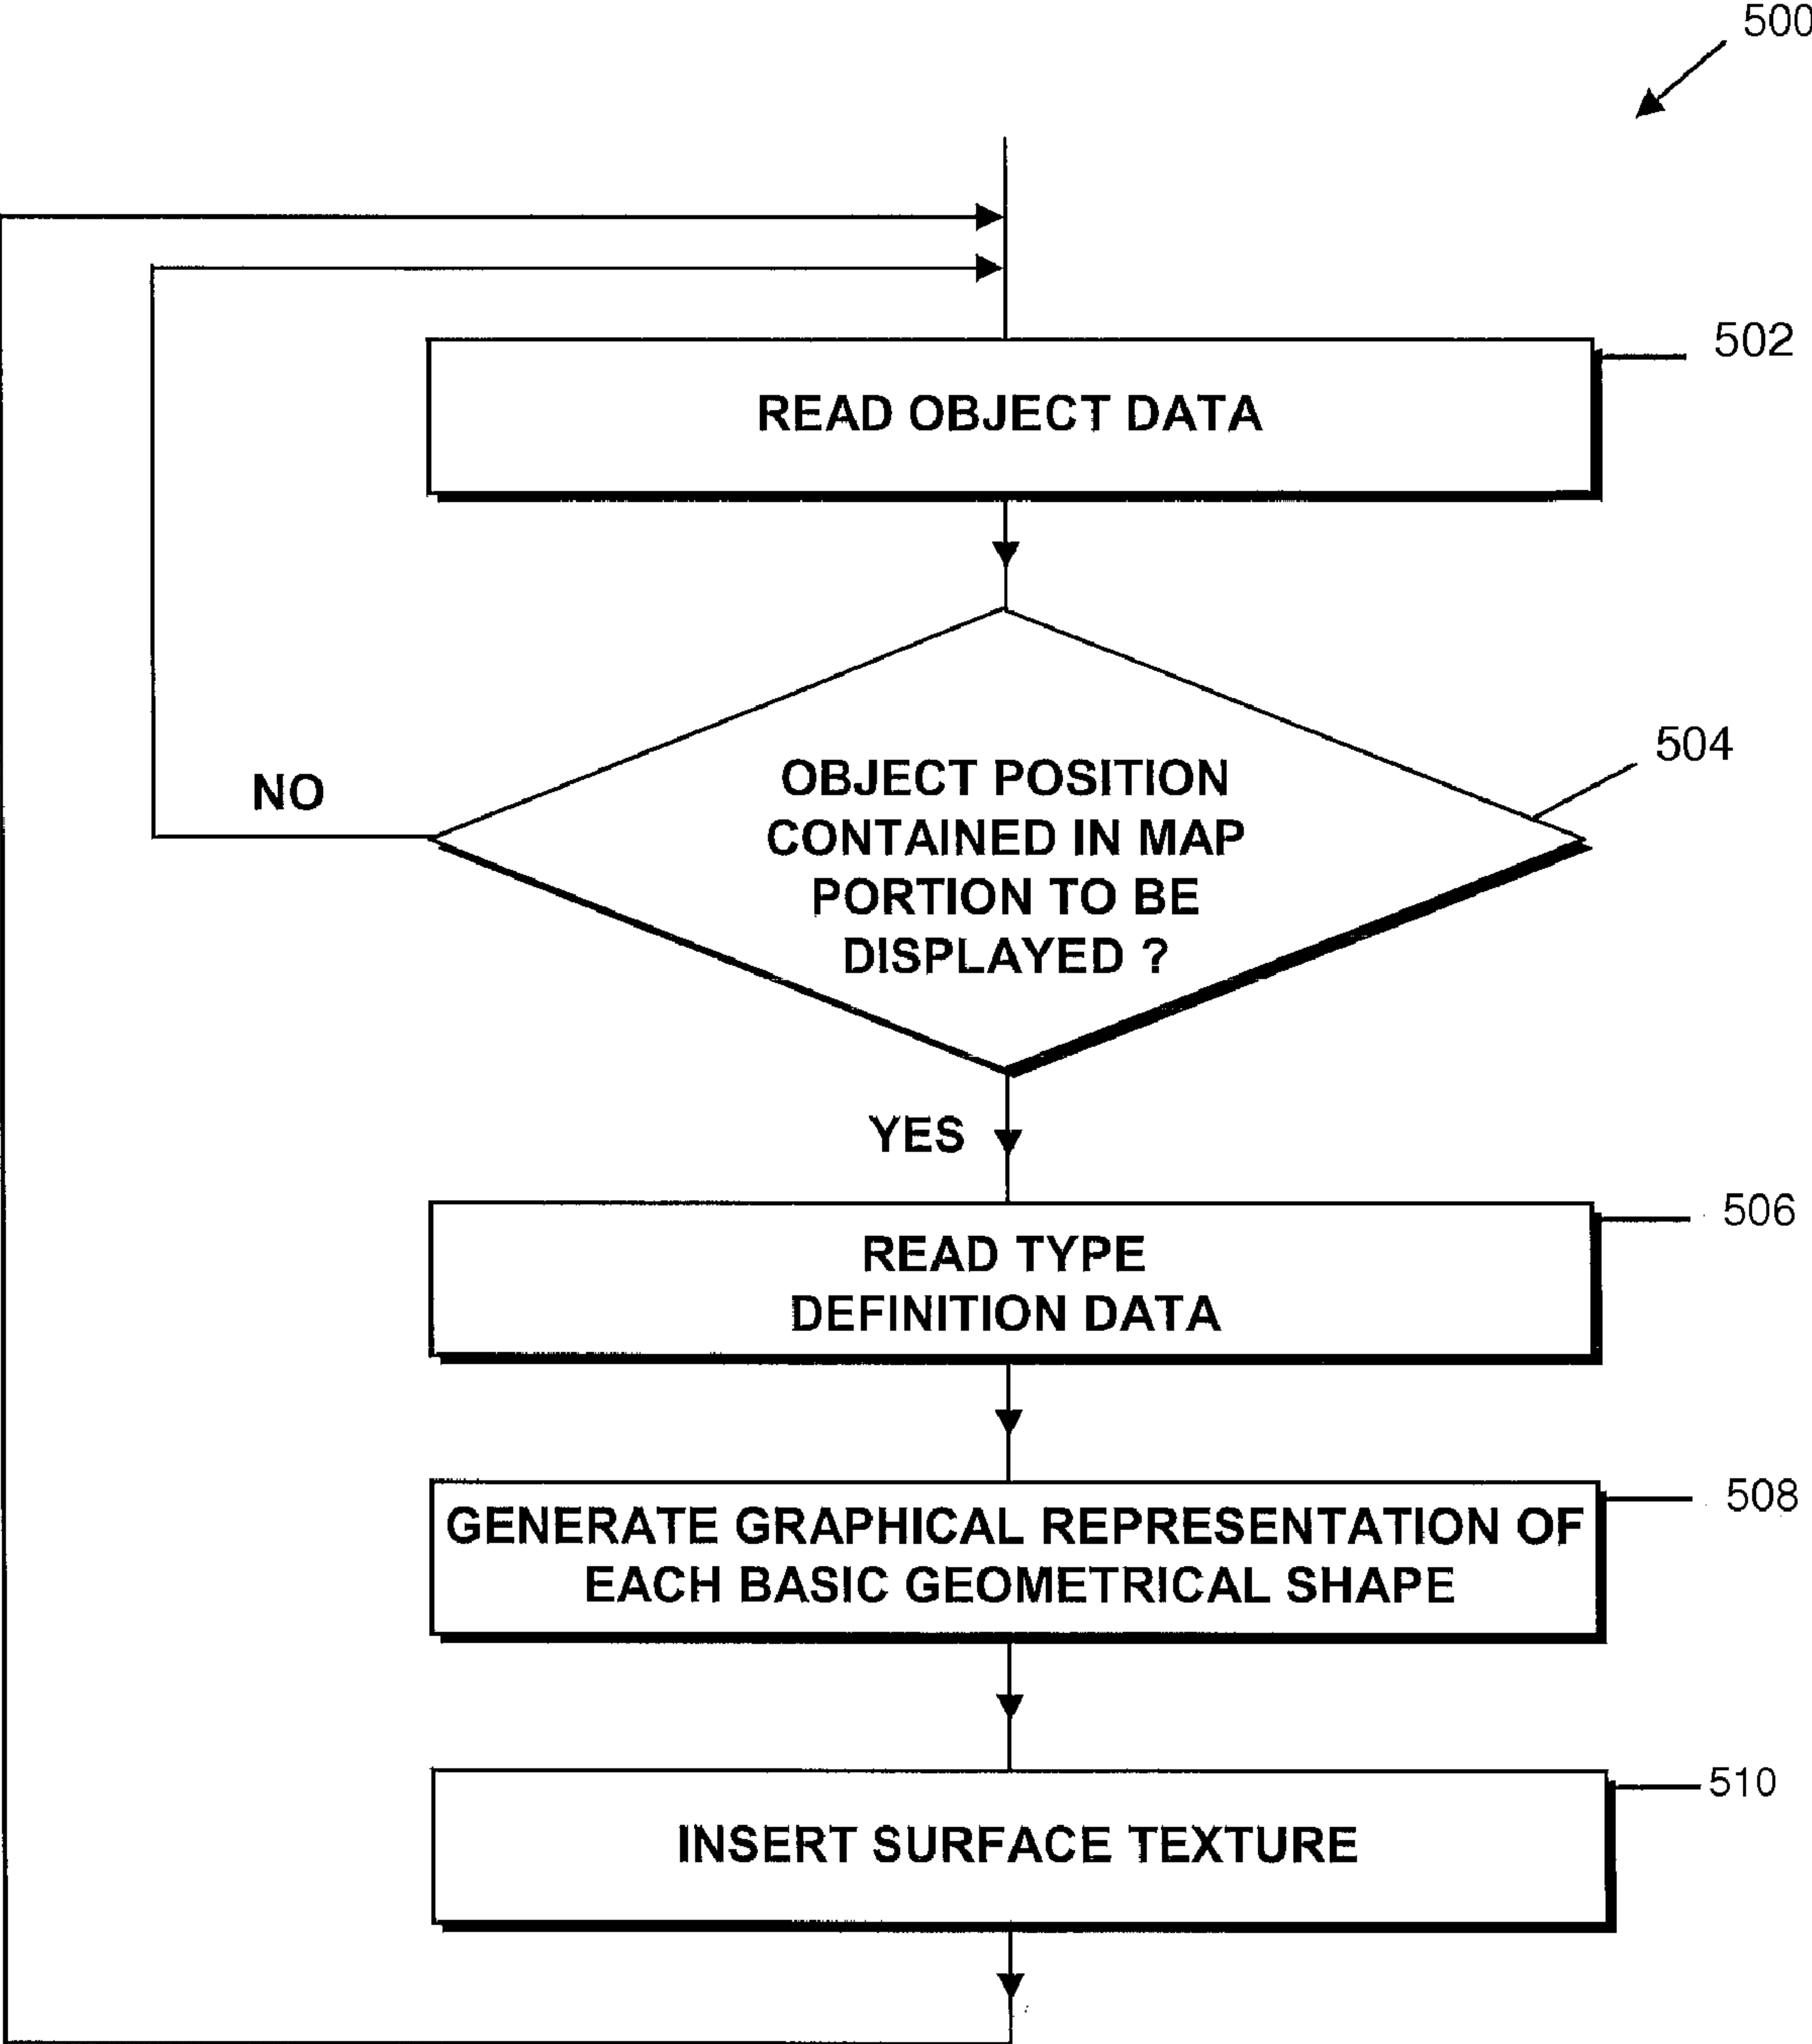 500
502
READ OBJECT DATA
504
OBJECT POSITION
CONTAINED IN MAP
PORTION TO BE
DISPLAYED ?
NO
YES
506
READ TYPE
DEFINITION DATA
508
GENERATE GRAPHICAL REPRESENTATION OF
EACH BASIC GEOMETRICAL SHAPE
510
INSERT SURFACE TEXTURE